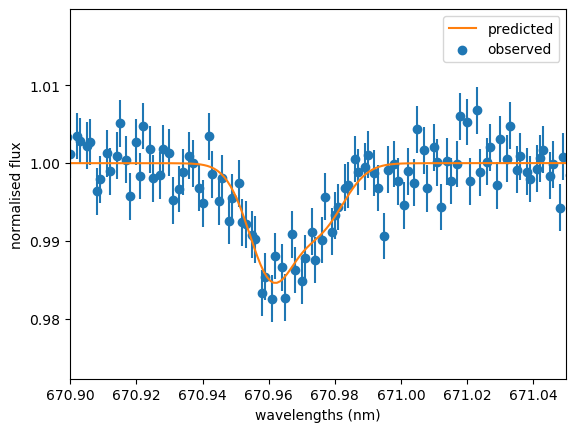 predicted
observed
1.01
1.00
0.99
0.98
normalised flux
670.90 670.92 670.94 670.96 670.98 671.00 671.02 671.04
wavelengths (nm)